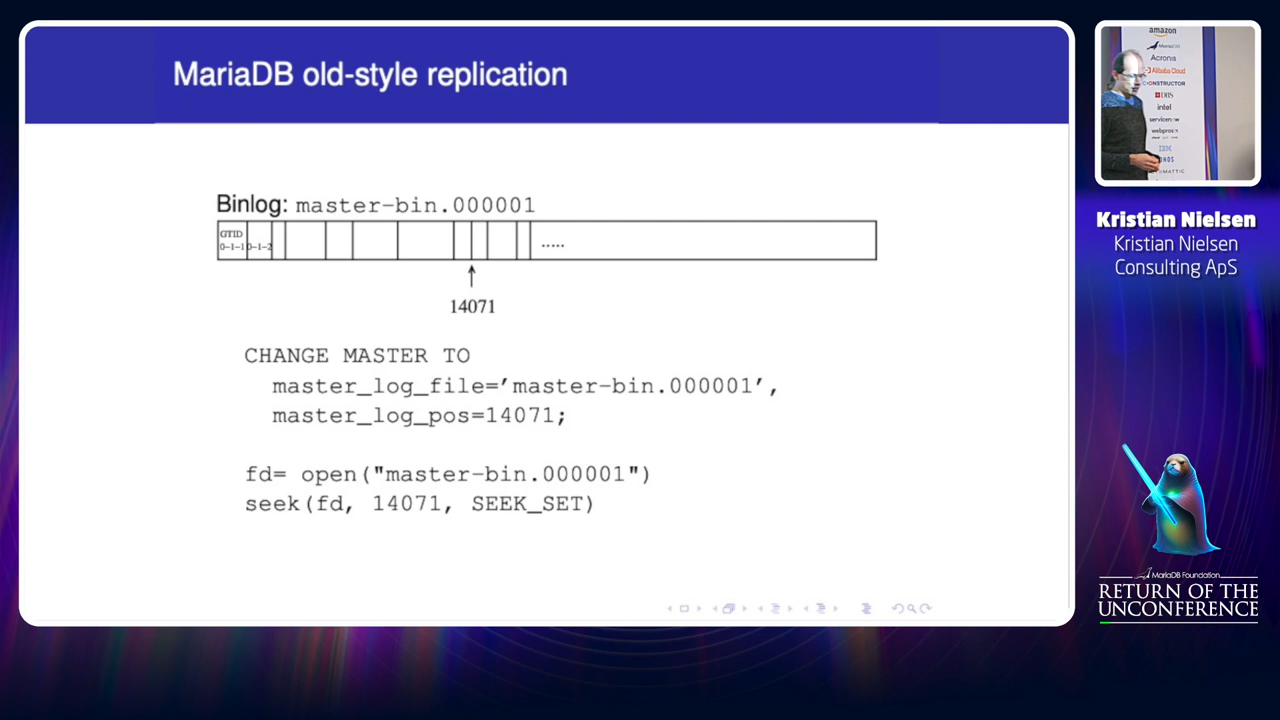 MariaDB old-style replication
Binlog: master-bin.000001
GTID
0-1-1
0-1-2
.....
14071
CHANGE MASTER TO
master_log_file='master-bin.000001',
master_log_pos=14071;
fd= open("master-bin.000001")
seek(fd, 14071, SEEK_SET)
amazon
MariaDB
Acronis
Alibaba Cloud
CONSTRUCTOR
DBS
intel
servicenow
webpros
IBM
Kristian Nielsen
Kristian Nielsen
Consulting ApS
MariaDB Foundation
RETURN OF THE
UNCONFERENCE